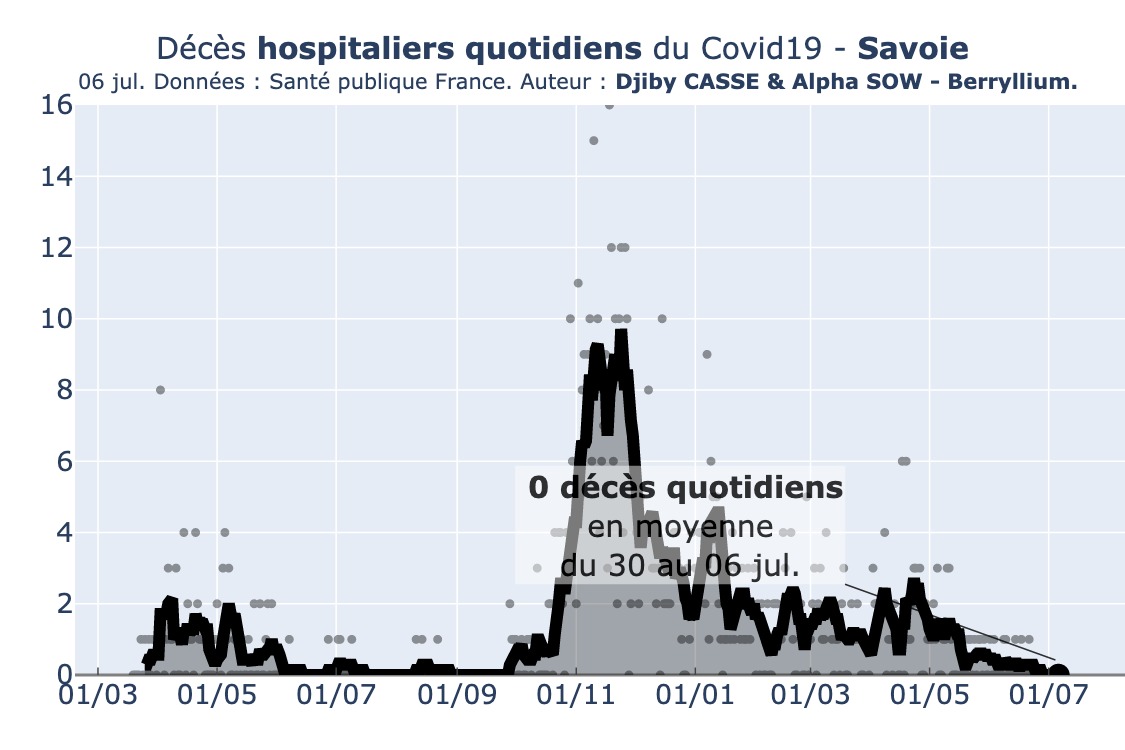 Décès hospitaliers quotidiens du Covid19 - Savoie
06 jul. Données : Santé publique France. Auteur : Djiby CASSE & Alpha SOW - Berryllium.
16
14
12
10
8
6
4
2
0
0 décès quotidiens
en moyenne
du 30 au 06 jul.
01/03 01/05 01/07 01/09 01/11 01/01 01/03 01/05 01/07